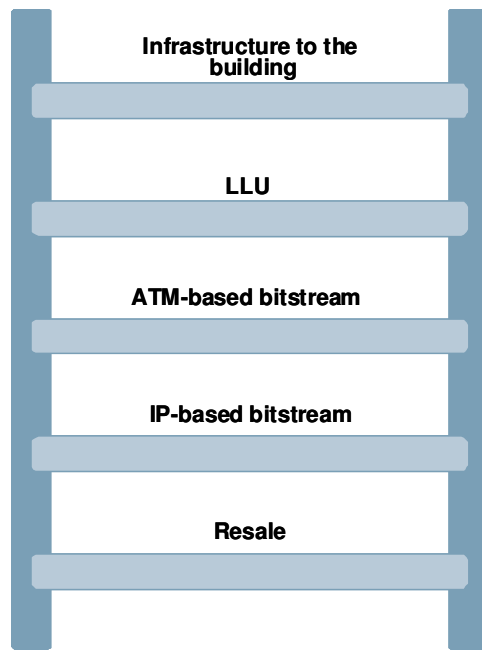 Infrastructure to the
building
LLU
ATM-based bitstream
IP-based bitstream
Resale